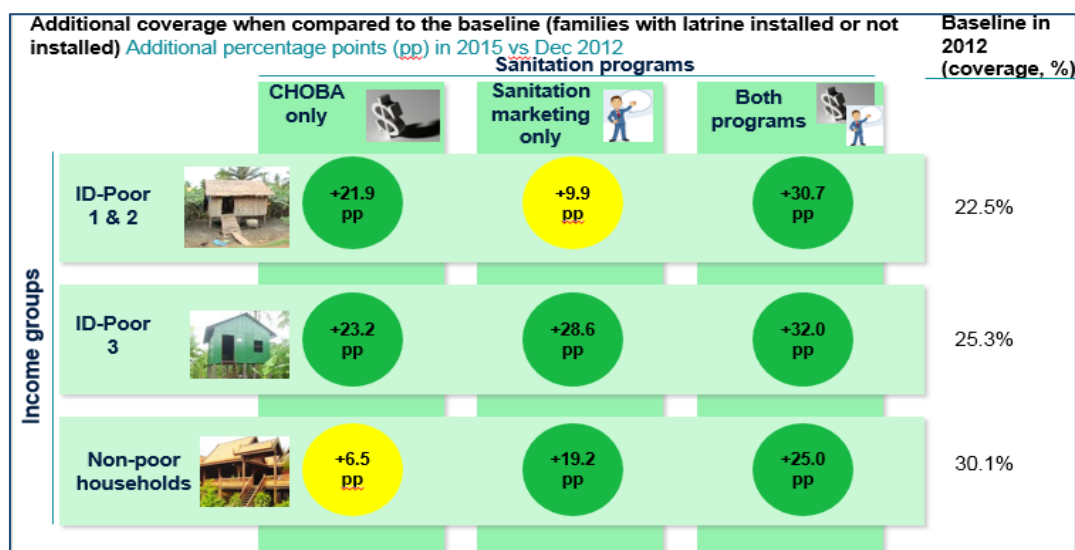 Additional coverage when compared to the baseline (families with latrine installed or not
installed) Additional percentage points (pp) in 2015 vs Dec 2012
Baseline in
2012
(coverage, %)
Sanitation programs
CHOBA
only
Sanitation
marketing
only
Both
programs
Income groups
ID-Poor
1 & 2
+21.9
pp
+9.9
pp
+30.7
pp
22.5%
ID-Poor
3
+23.2
pp
+28.6
pp
+32.0
pp
25.3%
Non-poor
households
+6.5
pp
+19.2
pp
+25.0
pp
30.1%